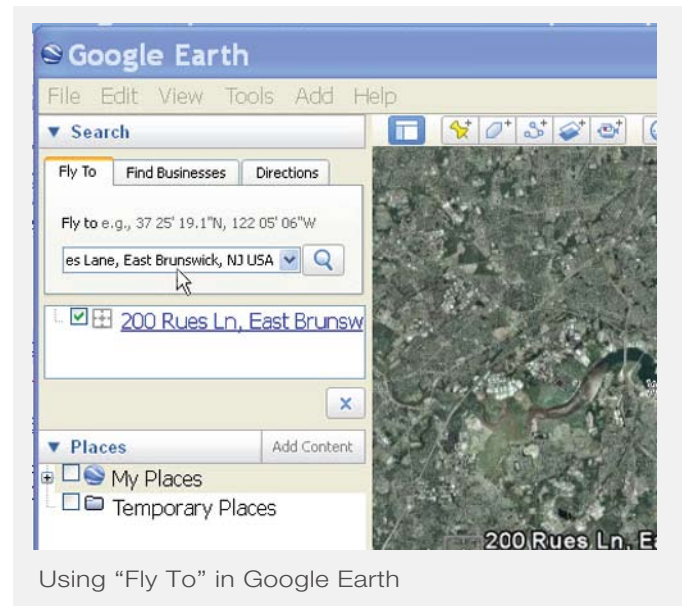 Google Earth
File Edit View Tools Add Help
Search
Fly To Find Businesses Directions
Fly to e.g., 37 25' 19.1"N, 122 05' 06"W
es Lane, East Brunswick, NJ USA
200 Rues Ln, East Brunsw
Places Add Content
My Places
Temporary Places
200 Rues Ln, Ea
Using “Fly To” in Google Earth